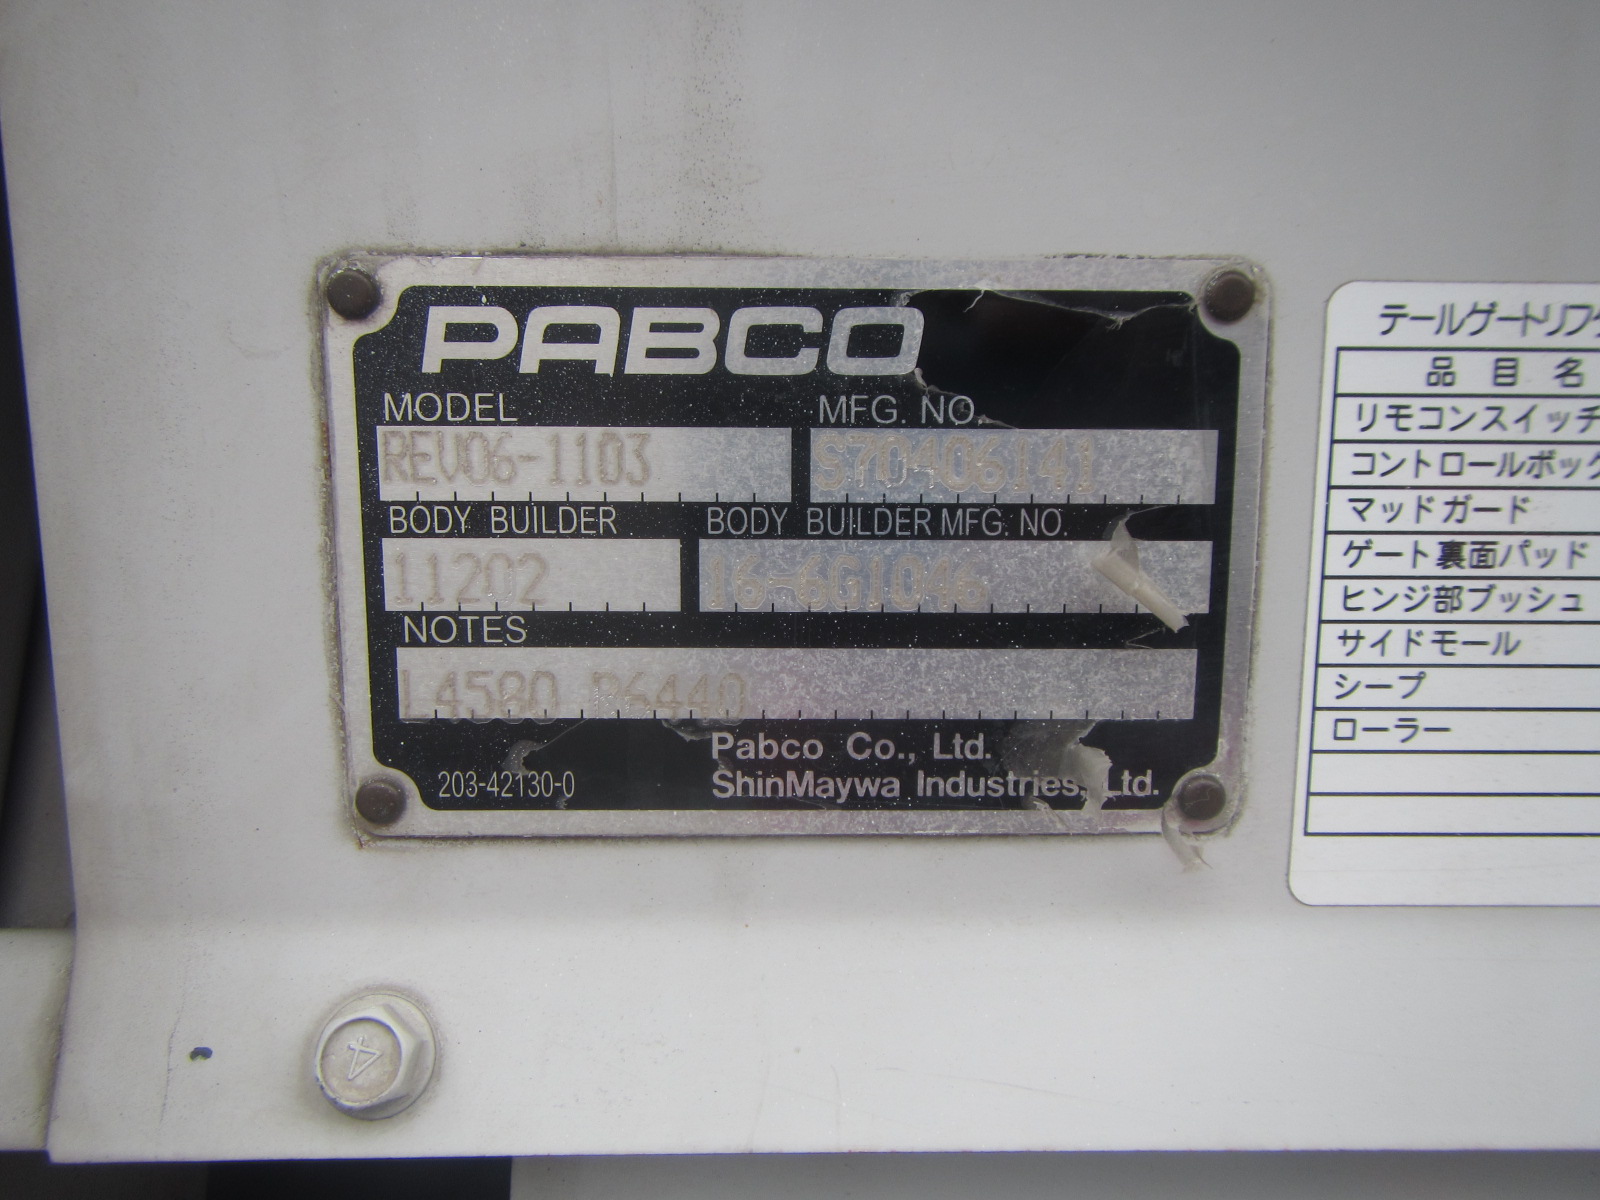 PABCO
MODEL MFG. NO.
REV06-1103 S70406141
BODY BUILDER BODY BUILDER MFG. NO.
11202 16-6G1046
NOTES
L4580
Pabco Co., Ltd.
203-42130-0 ShinMaywa Industries, Ltd.
テールゲートリフ
品目名
リモコンスイッチ
コントロールボック
マッドガード
ゲート裏面パッド
ヒンジ部ブッシュ
サイドモール
シープ
ローラー
4